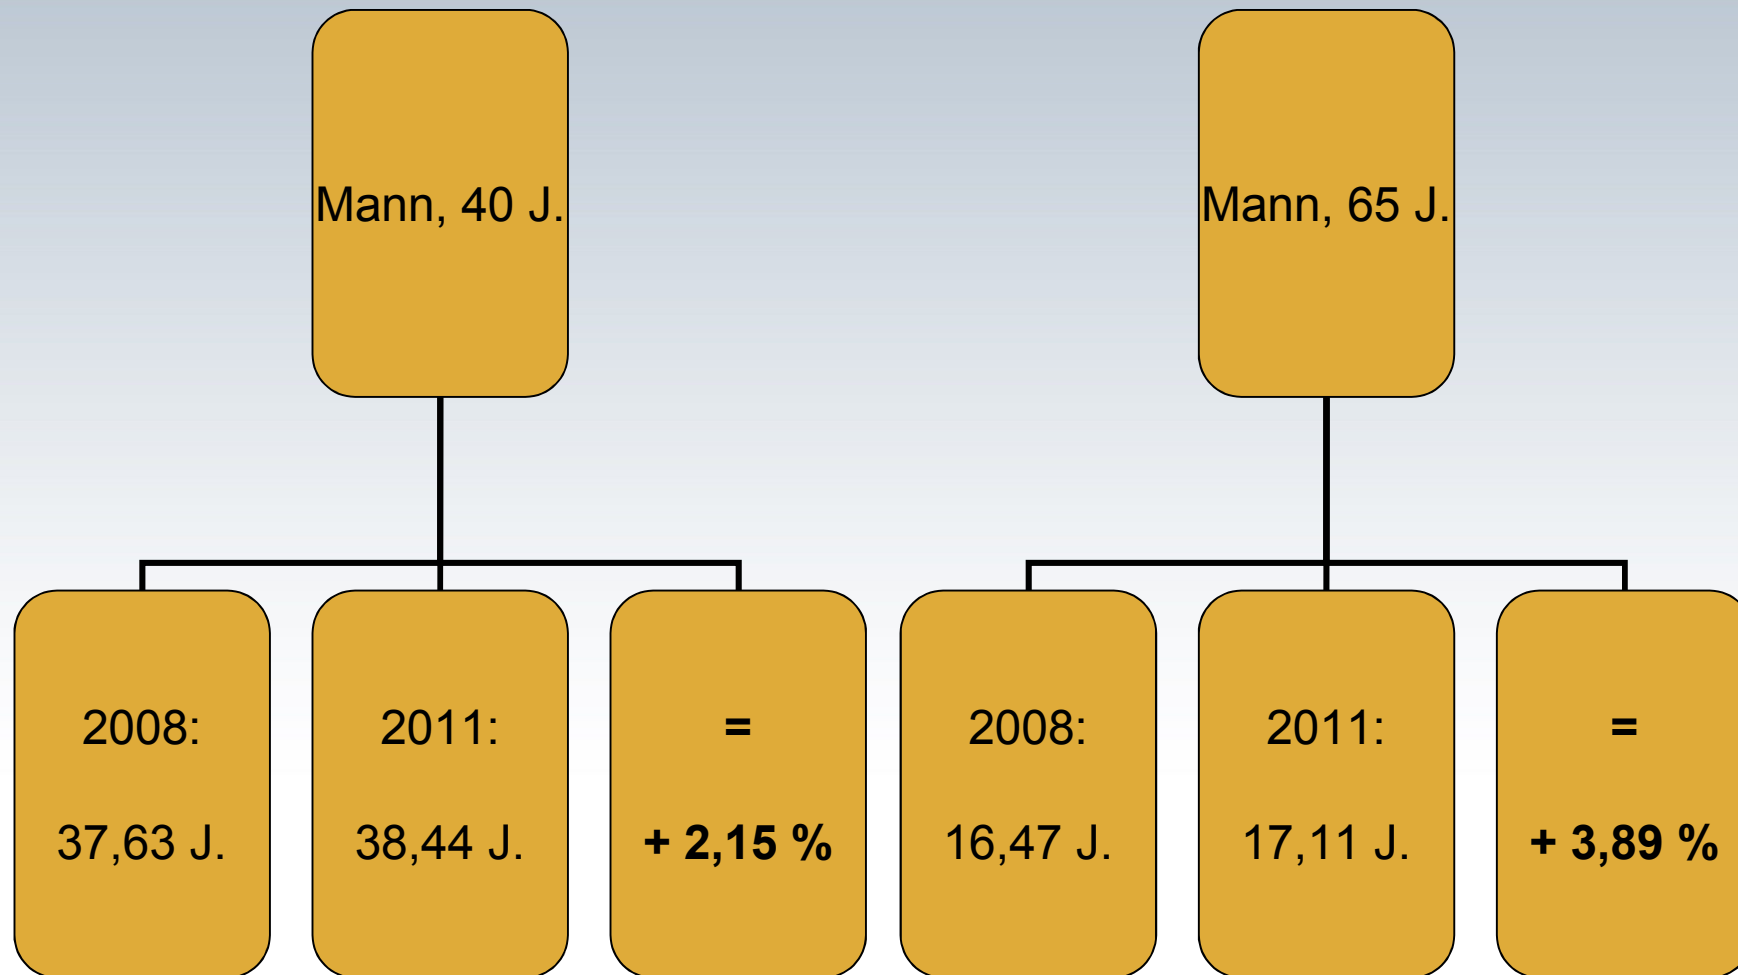 Mann, 40 J.
Mann, 65 J.
2008:
37,63 J.
2011:
38,44 J.
=
+ 2,15 %
2008:
16,47 J.
2011:
17,11 J.
=
+ 3,89 %